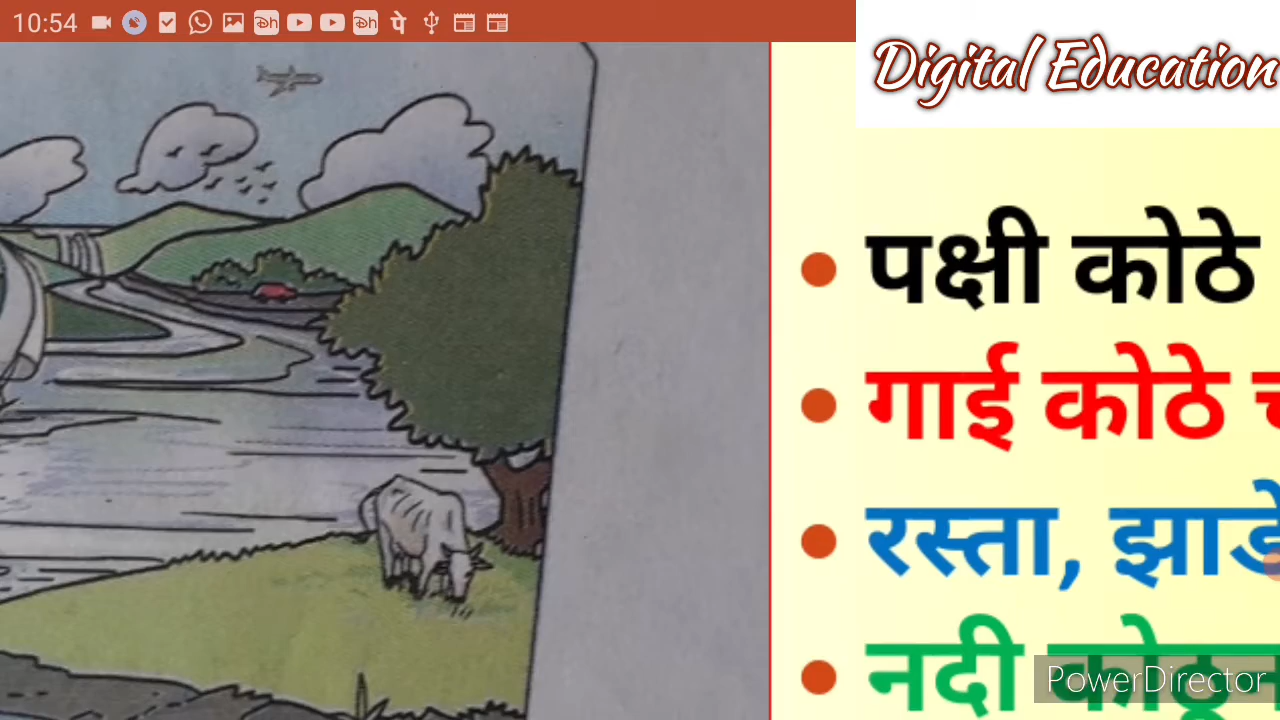 10:54
Digital Education
पक्षी कोठे
गाई कोठे
रस्ता, झाडे
नदी
PowerDirector